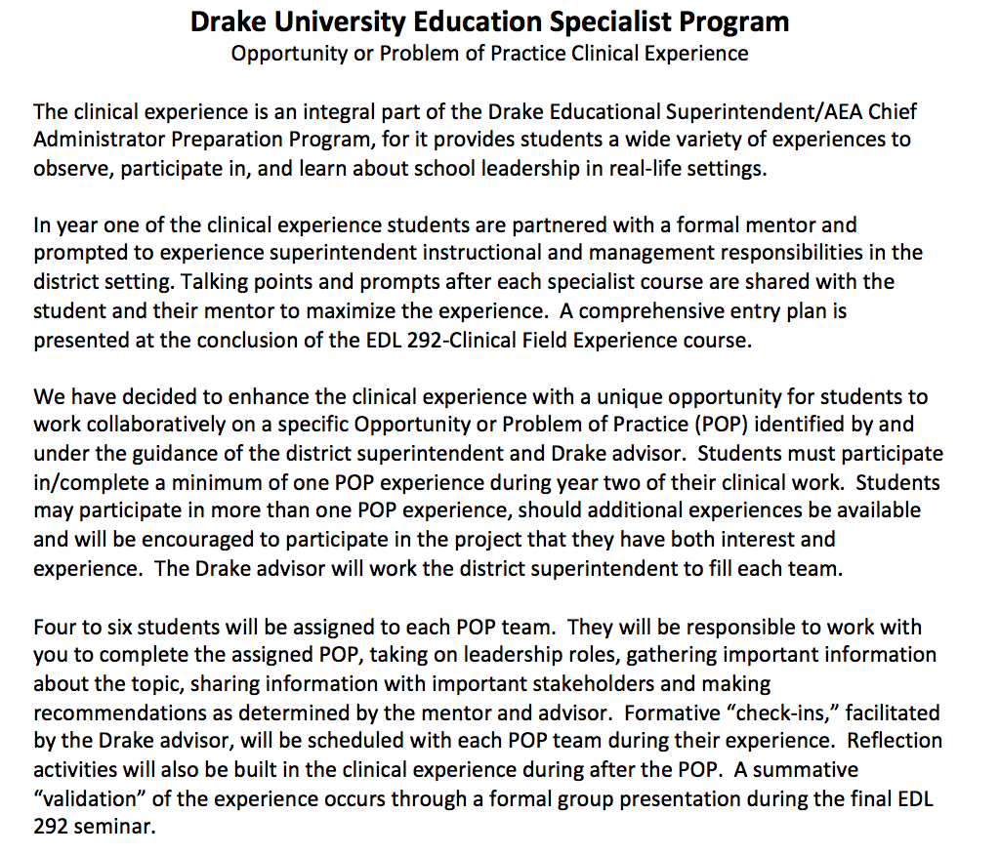 Drake University Education Specialist Program
Opportunity or Problem of Practice Clinical Experience
The clinical experience is an integral part of the Drake Educational Superintendent/AEA Chief
Administrator Preparation Program, for it provides students a wide variety of experiences to
observe, participate in, and learn about school leadership in real-life settings.
In year one of the clinical experience students are partnered with a formal mentor and
prompted to experience superintendent instructional and management responsibilities in the
district setting. Talking points and prompts after each specialist course are shared with the
student and their mentor to maximize the experience.  A comprehensive entry plan is
presented at the conclusion of the EDL 292-Clinical Field Experience course.
We have decided to enhance the clinical experience with a unique opportunity for students to
work collaboratively on a specific Opportunity or Problem of Practice (POP) identified by and
under the guidance of the district superintendent and Drake advisor.  Students must participate
in/complete a minimum of one POP experience during year two of their clinical work.  Students
may participate in more than one POP experience, should additional experiences be available
and will be encouraged to participate in the project that they have both interest and
experience.  The Drake advisor will work the district superintendent to fill each team.
Four to six students will be assigned to each POP team.  They will be responsible to work with
you to complete the assigned POP, taking on leadership roles, gathering important information
about the topic, sharing information with important stakeholders and making
recommendations as determined by the mentor and advisor.  Formative “check-ins,” facilitated
by the Drake advisor, will be scheduled with each POP team during their experience.  Reflection
activities will also be built in the clinical experience during after the POP.  A summative
“validation” of the experience occurs through a formal group presentation during the final EDL
292 seminar.